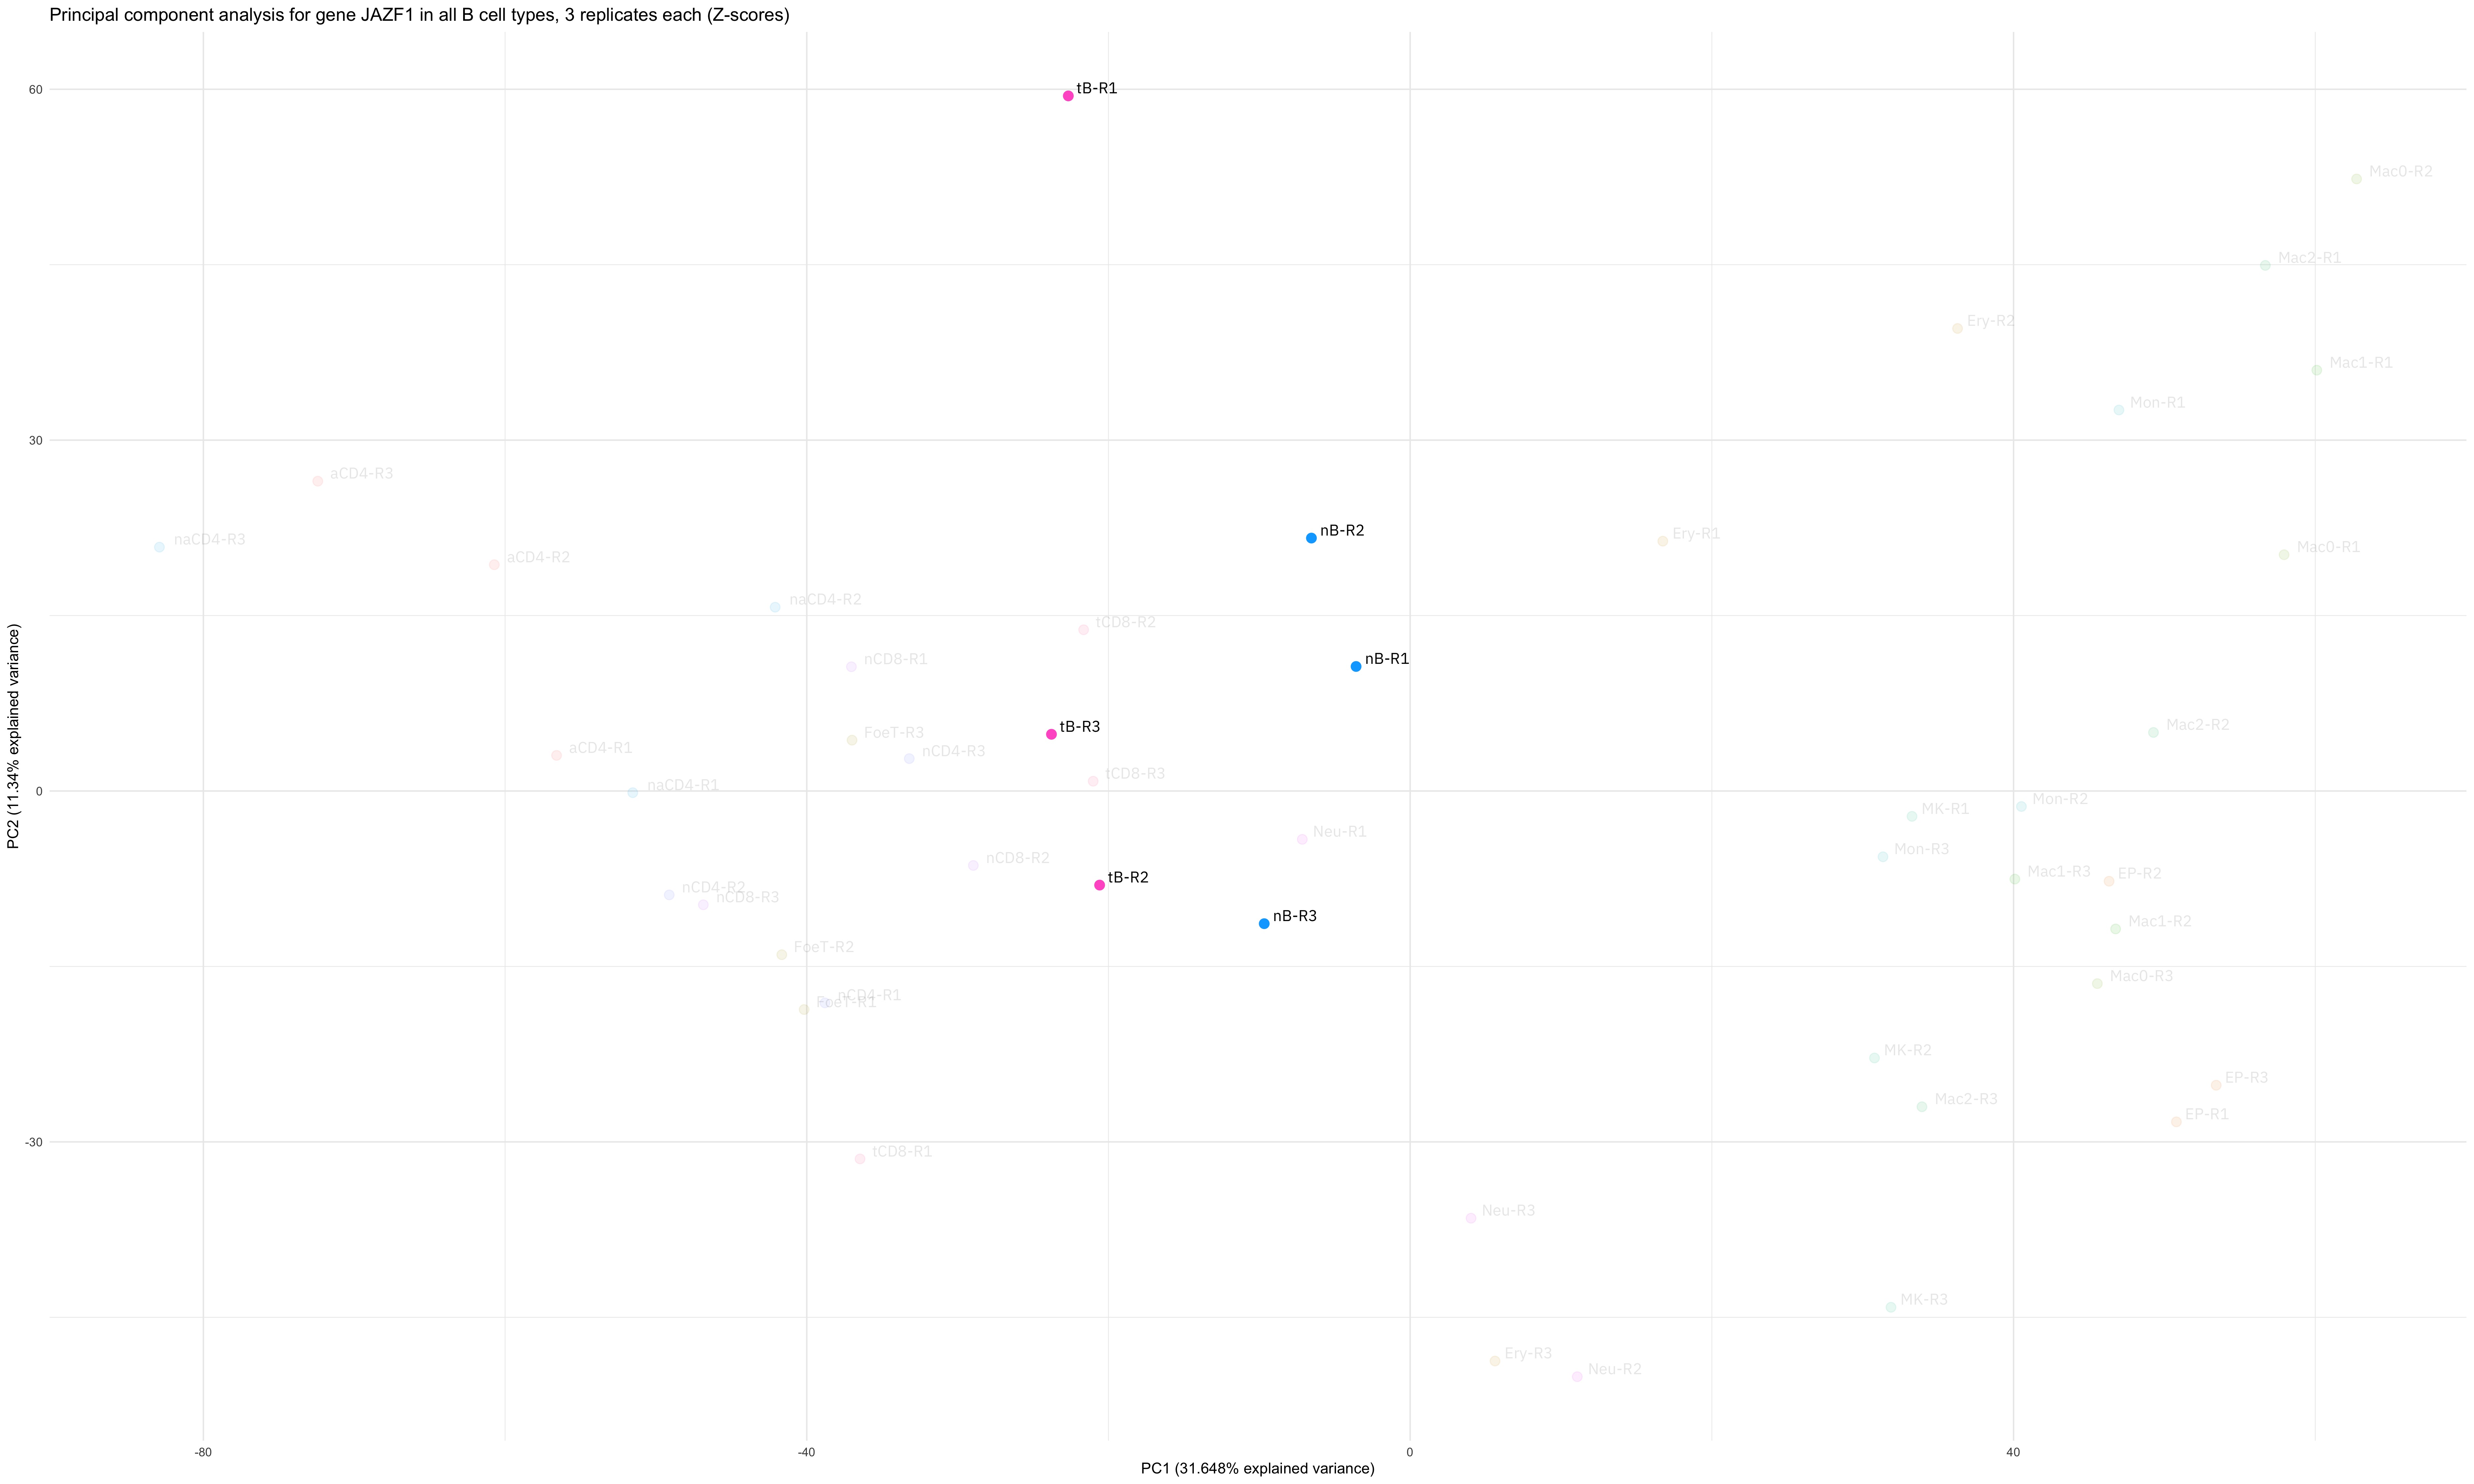 Principal component analysis for gene JAZF1 in all B cell types, 3 replicates each (Z-scores)
60
tB-R1
Mac0-R2
Mac2-R1
Ery-R2
Mac1-R1
Mon-R1
30
aCD4-R3
nB-R2
Ery-R1
naCD4-R3
Mac0-R1
aCD4-R2
naCD4-R2
tCD8-R2
nCD8-R1
nB-R1
tB-R3
Mac2-R2
FoeT-R3
aCD4-R1
nCD4-R3
tCD8-R3
naCD4-R1
0
Mon-R2
MK-R1
Neu-R1
Mon-R3
nCD8-R2
Mac1-R3
EP-R2
tB-R2
nCD4-R2
nCD8-R3
nB-R3
Mac1-R2
FoeT-R2
Mac0-R3
nCD4-R1
FoeT-R1
MK-R2
EP-R3
Mac2-R3
EP-R1
-30
tCD8-R1
Neu-R3
MK-R3
Ery-R3
Neu-R2
PC2 (11.34% explained variance)
-80
-40
0
40
PC1 (31.648% explained variance)